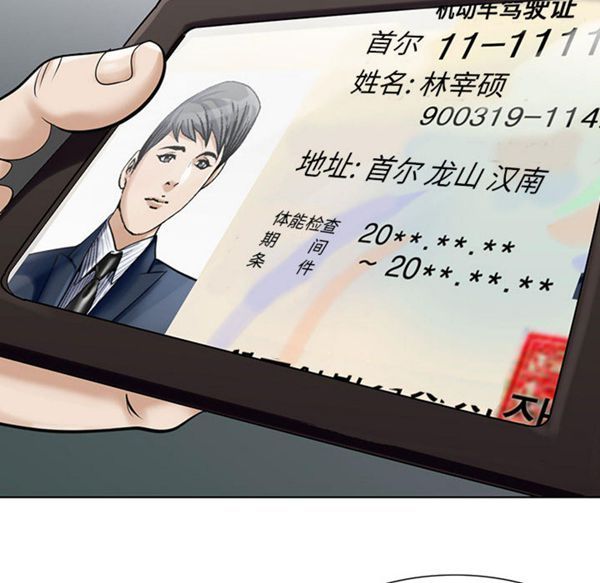 机动车驾驶证
首尔 11-1111
姓名: 林宰硕
900319-114
地址: 首尔 龙山 汉南
体能检查
期 间
条 件
20**.**.**
~ 20**.**.**